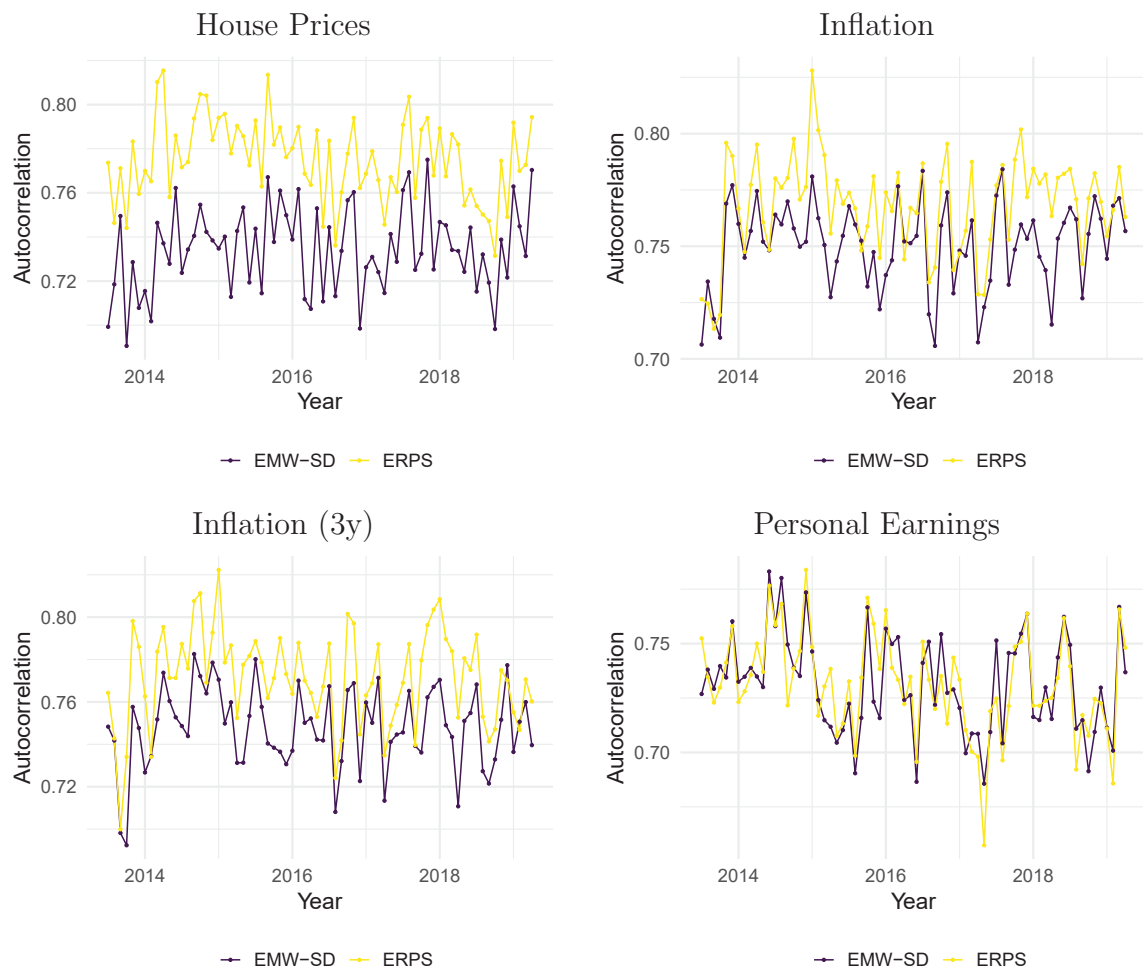 House Prices
Autocorrelation
0.80
0.76
0.72
2014 2016 2018
Year
EMW−SD ERPS
Inflation
Autocorrelation
0.80
0.75
0.70
2014 2016 2018
Year
EMW−SD ERPS
Inflation (3y)
Autocorrelation
0.80
0.76
0.72
2014 2016 2018
Year
EMW−SD ERPS
Personal Earnings
Autocorrelation
0.75
0.70
2014 2016 2018
Year
EMW−SD ERPS